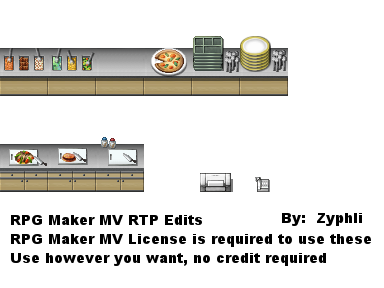 RPG Maker MV RTP Edits By: Zyphli
RPG Maker MV License is required to use these
Use however you want, no credit required